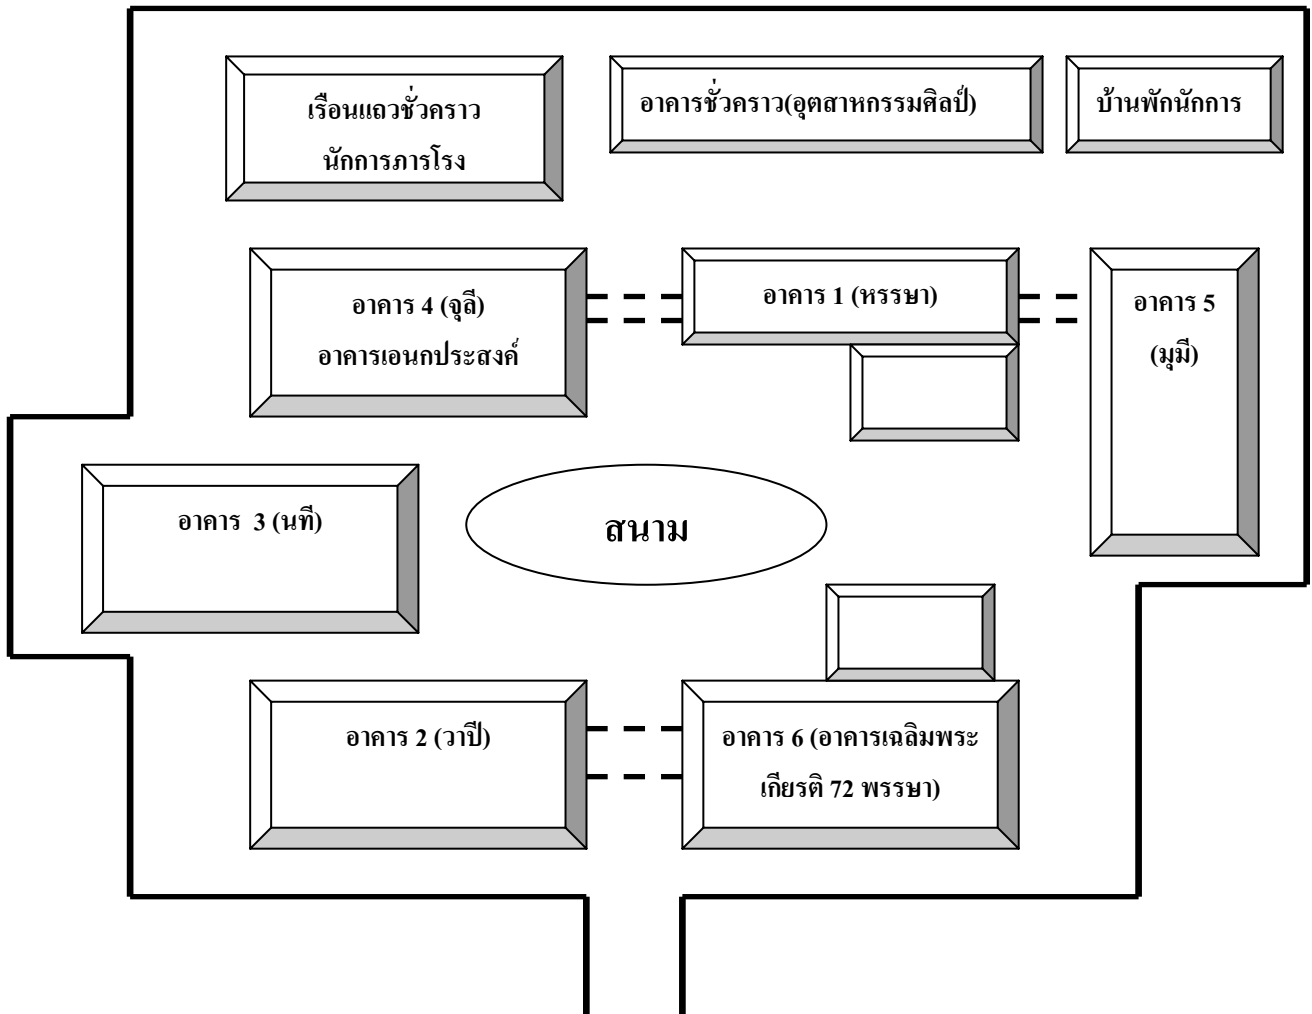 เรือนแถวชั่วคราว
นักการภารโรง
อาคารชั่วคราว(อุตสาหกรรมศิลป์)
บ้านพักนักการ
อาคาร 4 (จุลี)
อาคารเอนกประสงค์
อาคาร 1 (หรรษา)
อาคาร 5
(มุมี)
อาคาร 3 (นที)
สนาม
อาคาร 2 (วาปี)
อาคาร 6 (อาคารเฉลิมพระ
เกียรติ 72 พรรษา)